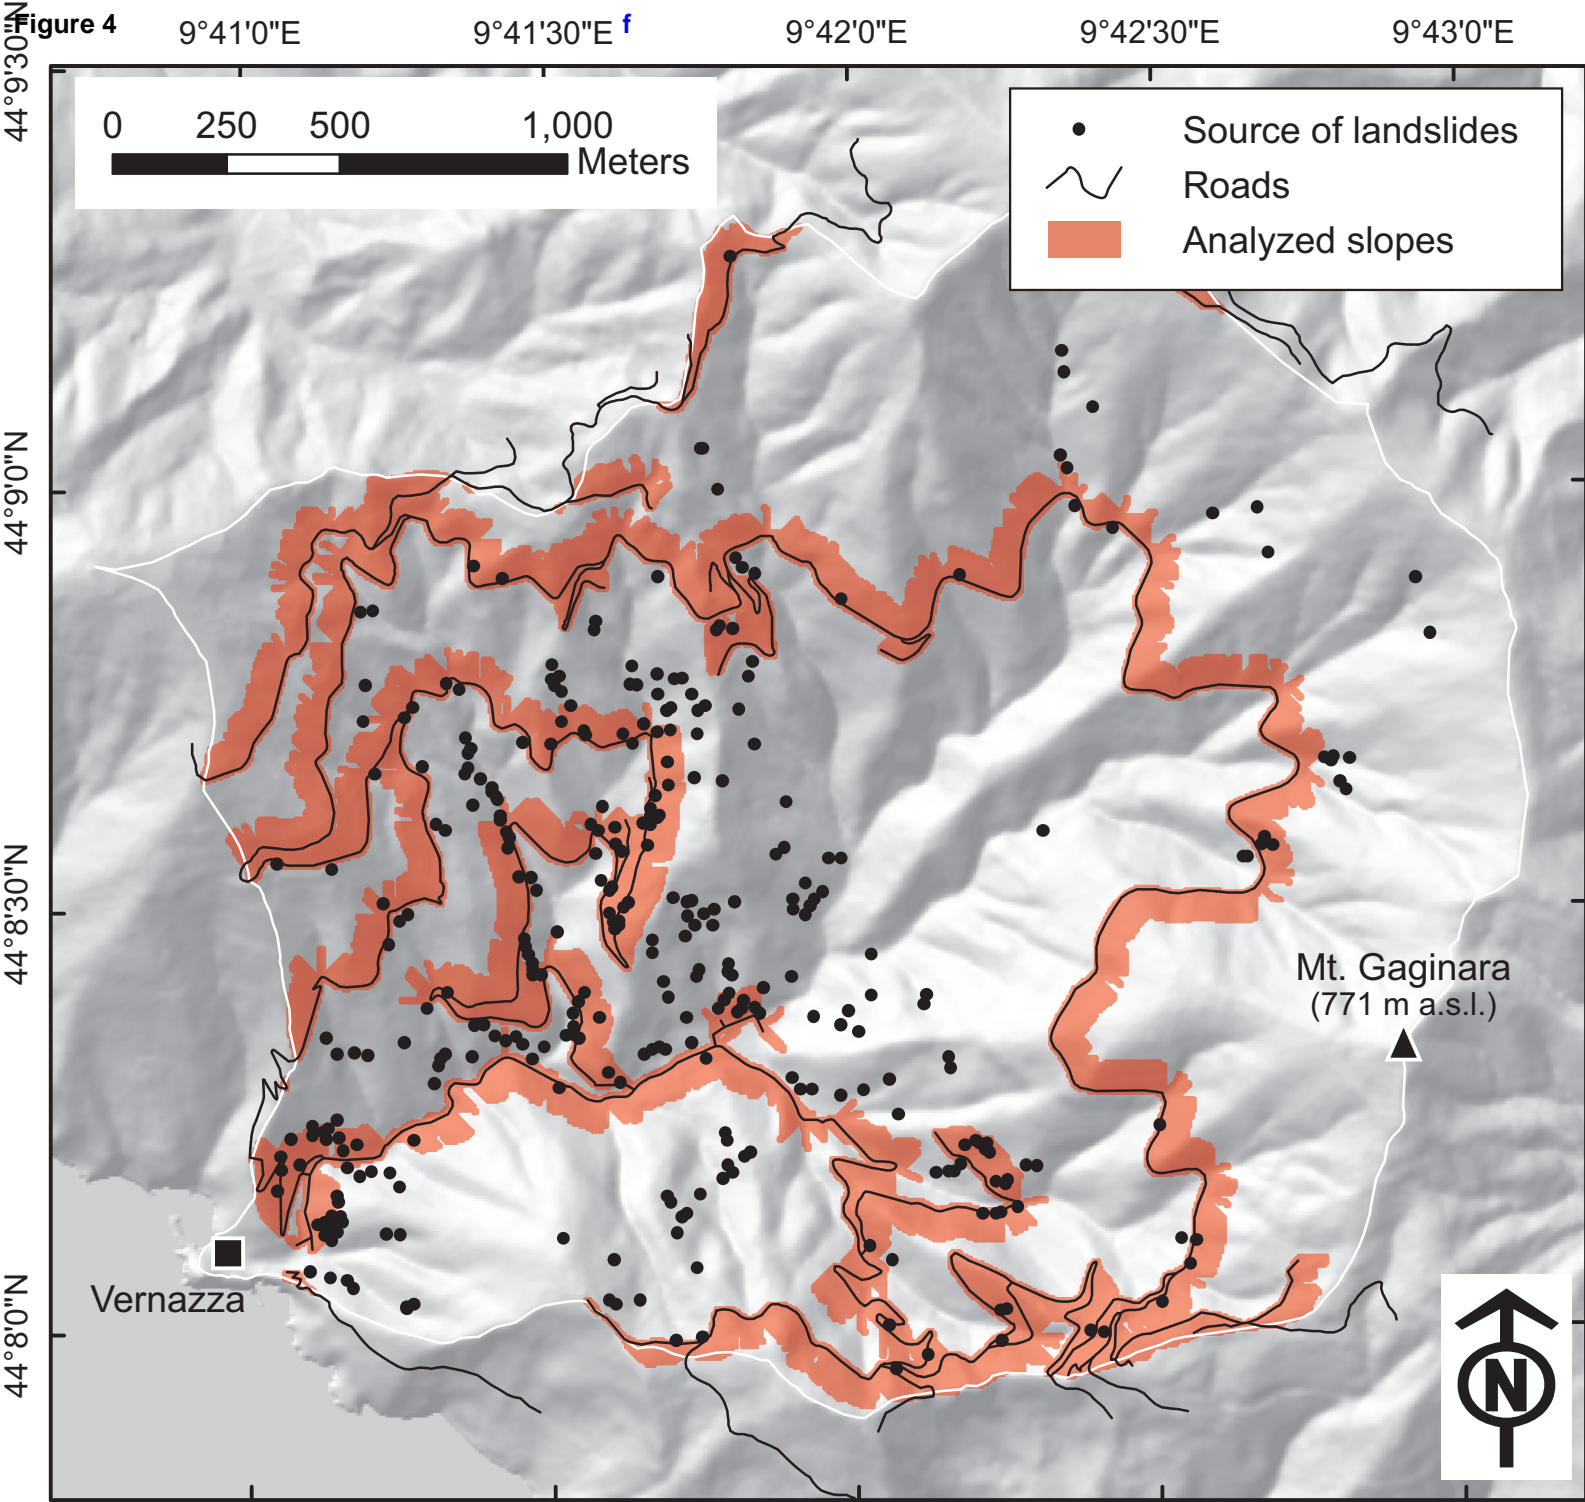 Figure 4
f
9°41'0"E 9°41'30"E 9°42'0"E 9°42'30"E 9°43'0"E
44°9'30"N
44°9'0"N
44°8'30"N
44°8'0"N
0 250 500 1,000
Meters
Source of landslides
Roads
Analyzed slopes
Mt. Gaginara
(771 m a.s.l.)
Vernazza
N